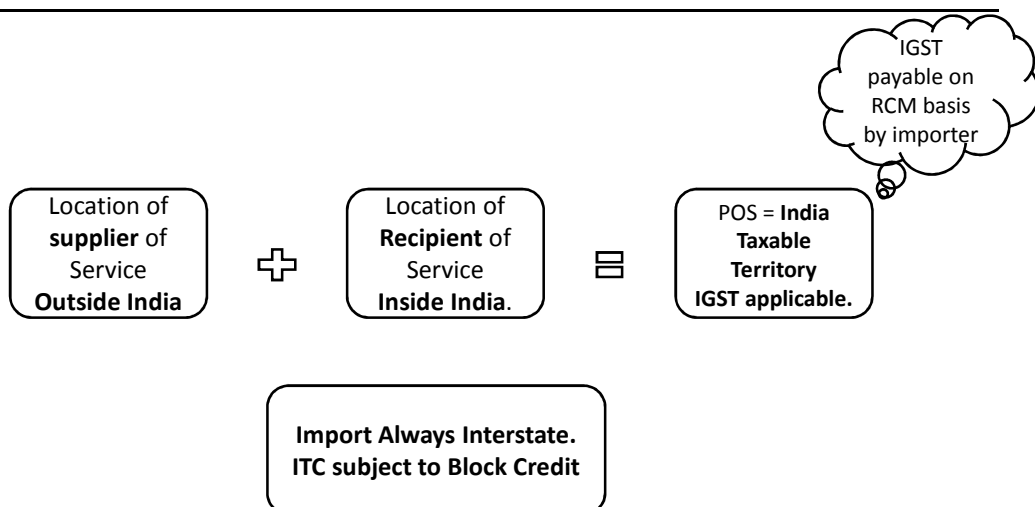 IGST
payable on
RCM basis
by importer
Location of
supplier of
Service
Outside India
Location of
Recipient of
Service
Inside India.
POS = India
Taxable
Territory
IGST applicable.
Import Always Interstate.
ITC subject to Block Credit